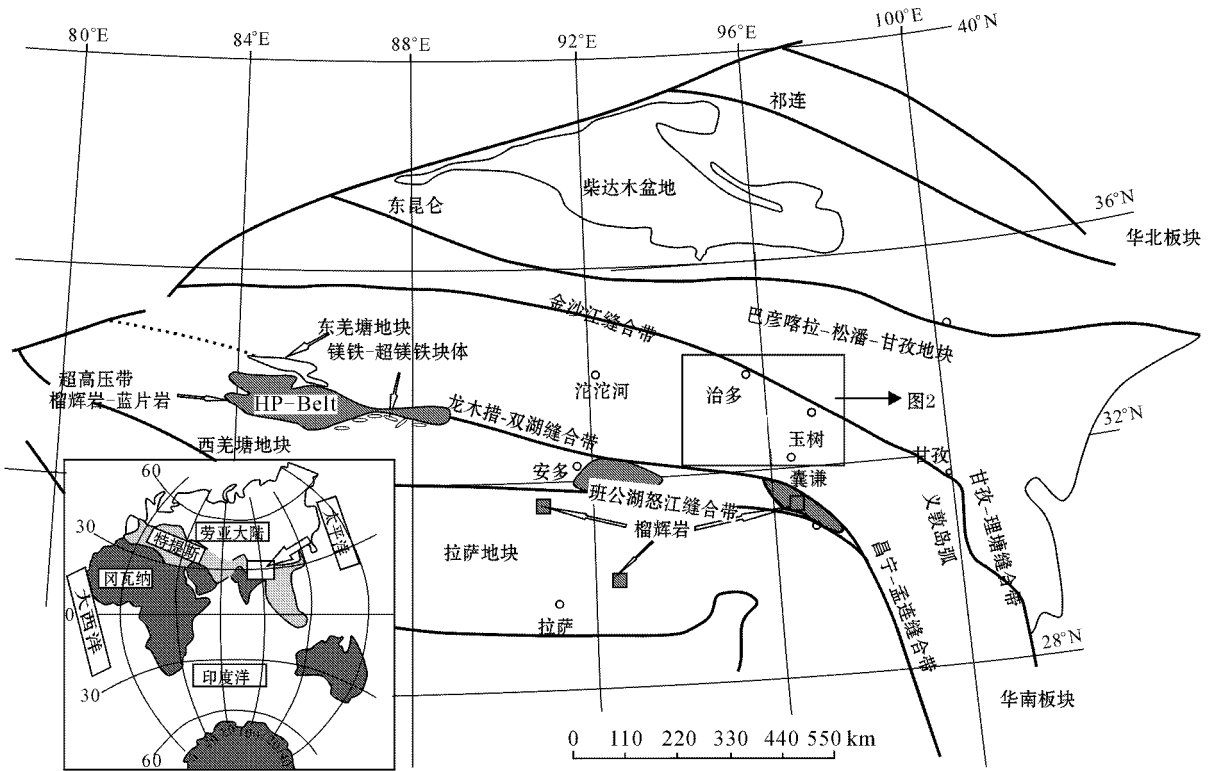 80°E
84°E
88°E
92°E
96°E
100°E
40°N
祁连
柴达木盆地
东昆仑
36°N
华北板块
金沙江缝合带
巴彦喀拉-松潘-甘孜地块
东羌塘地块
镁铁-超镁铁块体
超高压带
榴辉岩-蓝片岩
HP-Belt
沱沱河
治多
图2
龙木措-双湖缝合带
玉树
32°N
西羌塘地块
安多
囊谦
甘孜
班公湖怒江缝合带
榴辉岩
义敦岛弧
甘孜-理塘缝合带
拉萨地块
昌宁-孟连缝合带
拉萨
28°N
华南板块
60
30
劳亚大陆
特提斯
太平洋
冈瓦纳
大西洋
0
印度洋
30
60
0 110 220 330 440 550 km